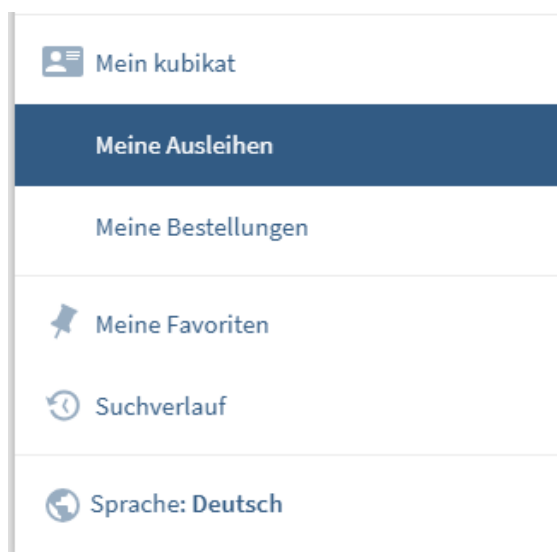 Mein kubikat
Meine Ausleihen
Meine Bestellungen
Meine Favoriten
Suchverlauf
Sprache: Deutsch